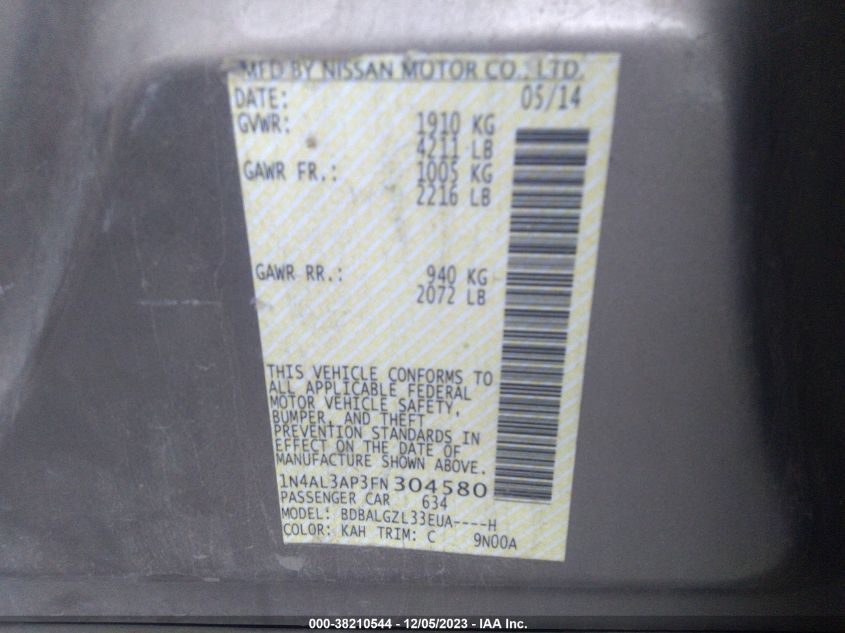 MFD BY NISSAN MOTOR CO., LTD.
DATE: 05/14
GVWR: 1910 KG
4211 LB
GAWR FR.: 1005 KG
2216 LB
GAWR RR.: 940 KG
2072 LB
THIS VEHICLE CONFORMS TO
ALL APPLICABLE FEDERAL
MOTOR VEHICLE SAFETY,
BUMPER, AND THEFT
PREVENTION STANDARDS IN
EFFECT ON THE DATE OF
MANUFACTURE SHOWN ABOVE.
1N4AL3AP3FN 304580
PASSENGER CAR 634
MODEL: BDBALGZL33EUA----H
COLOR: KAH TRIM: C 9N00A
000-38210544 - 12/05/2023 - IAA Inc.